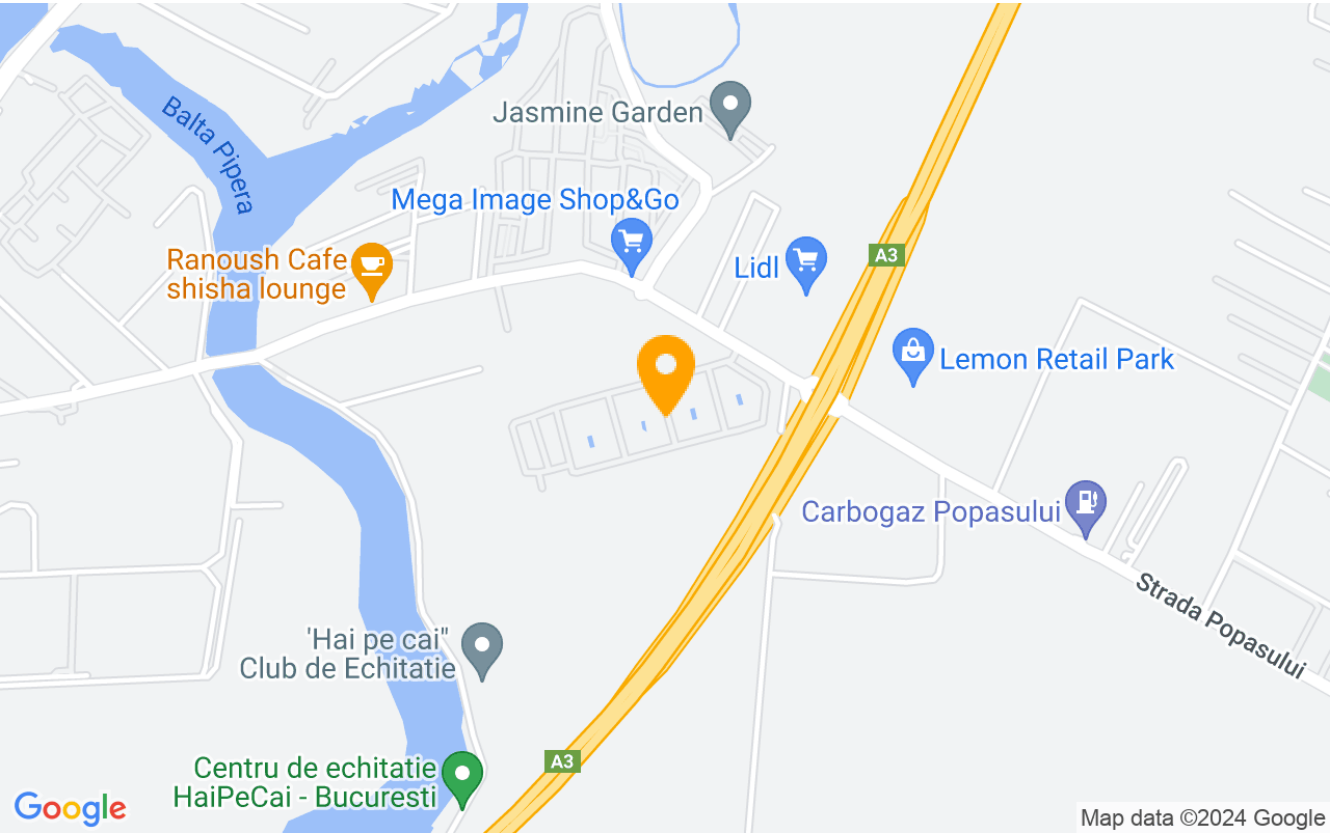 Balta Pipera
Jasmine Garden
Mega Image Shop&Go
Ranoush Cafe
shisha lounge
Lidl
A3
Lemon Retail Park
Carbogaz Popasului
Strada Popasului
'Hai pe cai"
Club de Echitatie
A3
Centru de echitatie
HaiPeCai - Bucuresti
Google
Map data ©2024 Google